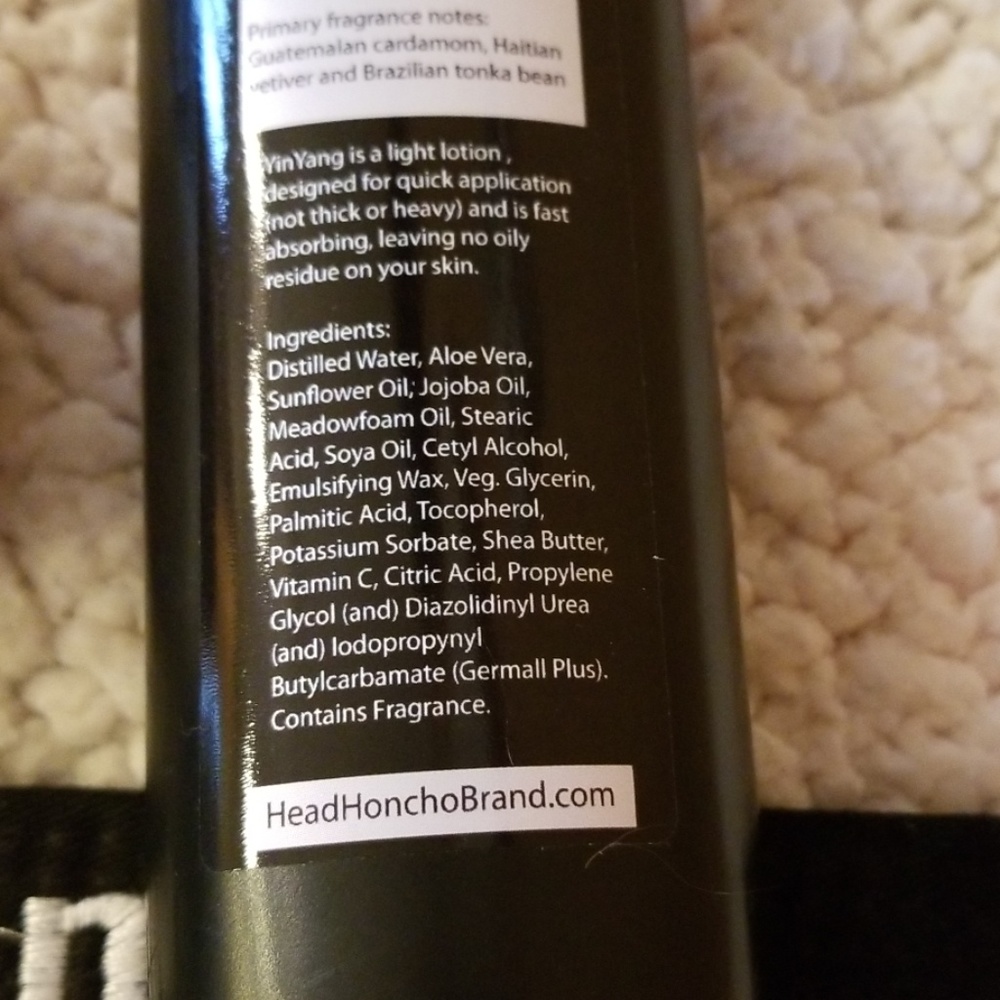 Primary fragrance notes:
Guatemalan cardamom, Haitian
vetiver and Brazilian tonka bean
YinYang is a light lotion ,
designed for quick application
(not thick or heavy) and is fast
absorbing, leaving no oily
residue on your skin.
Ingredients:
Distilled Water, Aloe Vera,
Sunflower Oil, Jojoba Oil,
Meadowfoam Oil, Stearic
Acid, Soya Oil, Cetyl Alcohol,
Emulsifying Wax, Veg. Glycerin,
Palmitic Acid, Tocopherol,
Potassium Sorbate, Shea Butter,
Vitamin C, Citric Acid, Propylene
Glycol (and) Diazolidinyl Urea
(and) Iodopropynyl
Butylcarbamate (Germall Plus).
Contains Fragrance.
HeadHonchoBrand.com